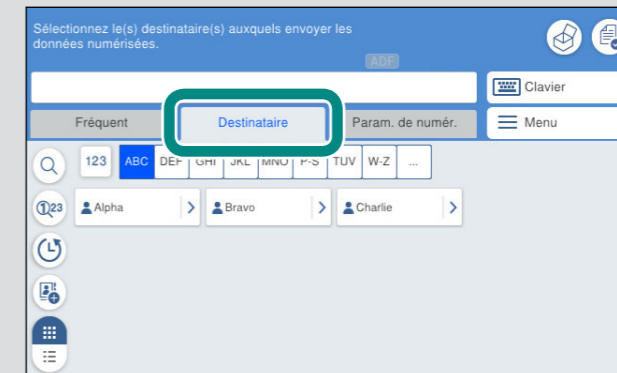 Sélectionnez le(s) destinataire(s) auxquels envoyer les
données numérisées.
ADF
Clavier
Fréquent Destinataire Param. de numér. Menu
123 ABC DEF GHI JKL MNO P-S TUV W-Z ...
123 Alpha Bravo Charlie